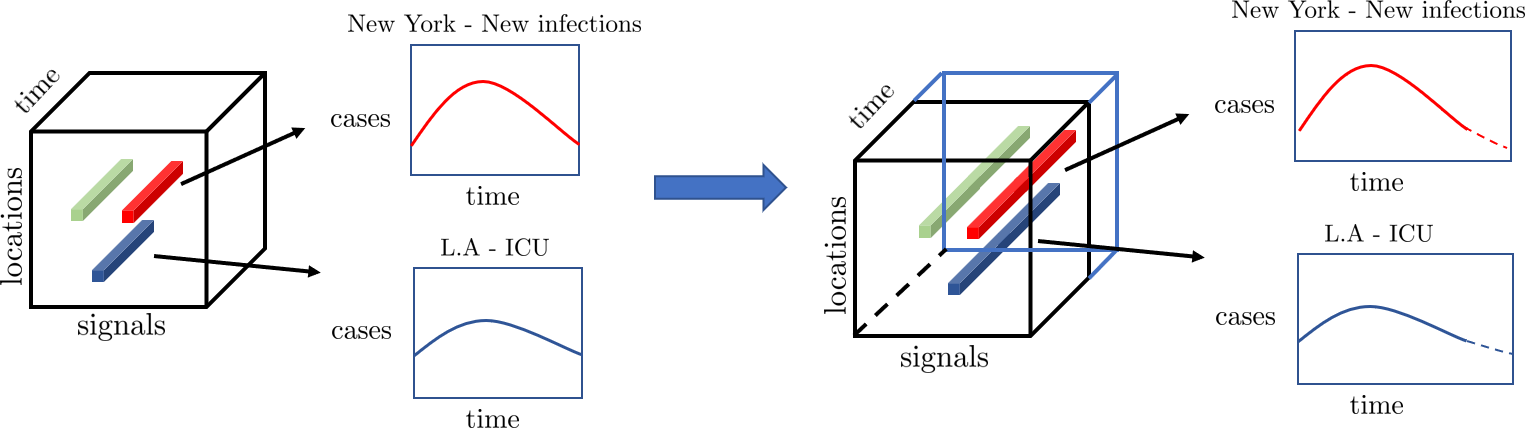 time
locations
signals
New York - New infections
cases
time
L.A - ICU
cases
time
time
locations
signals
New York - New infections
cases
time
L.A - ICU
cases
time